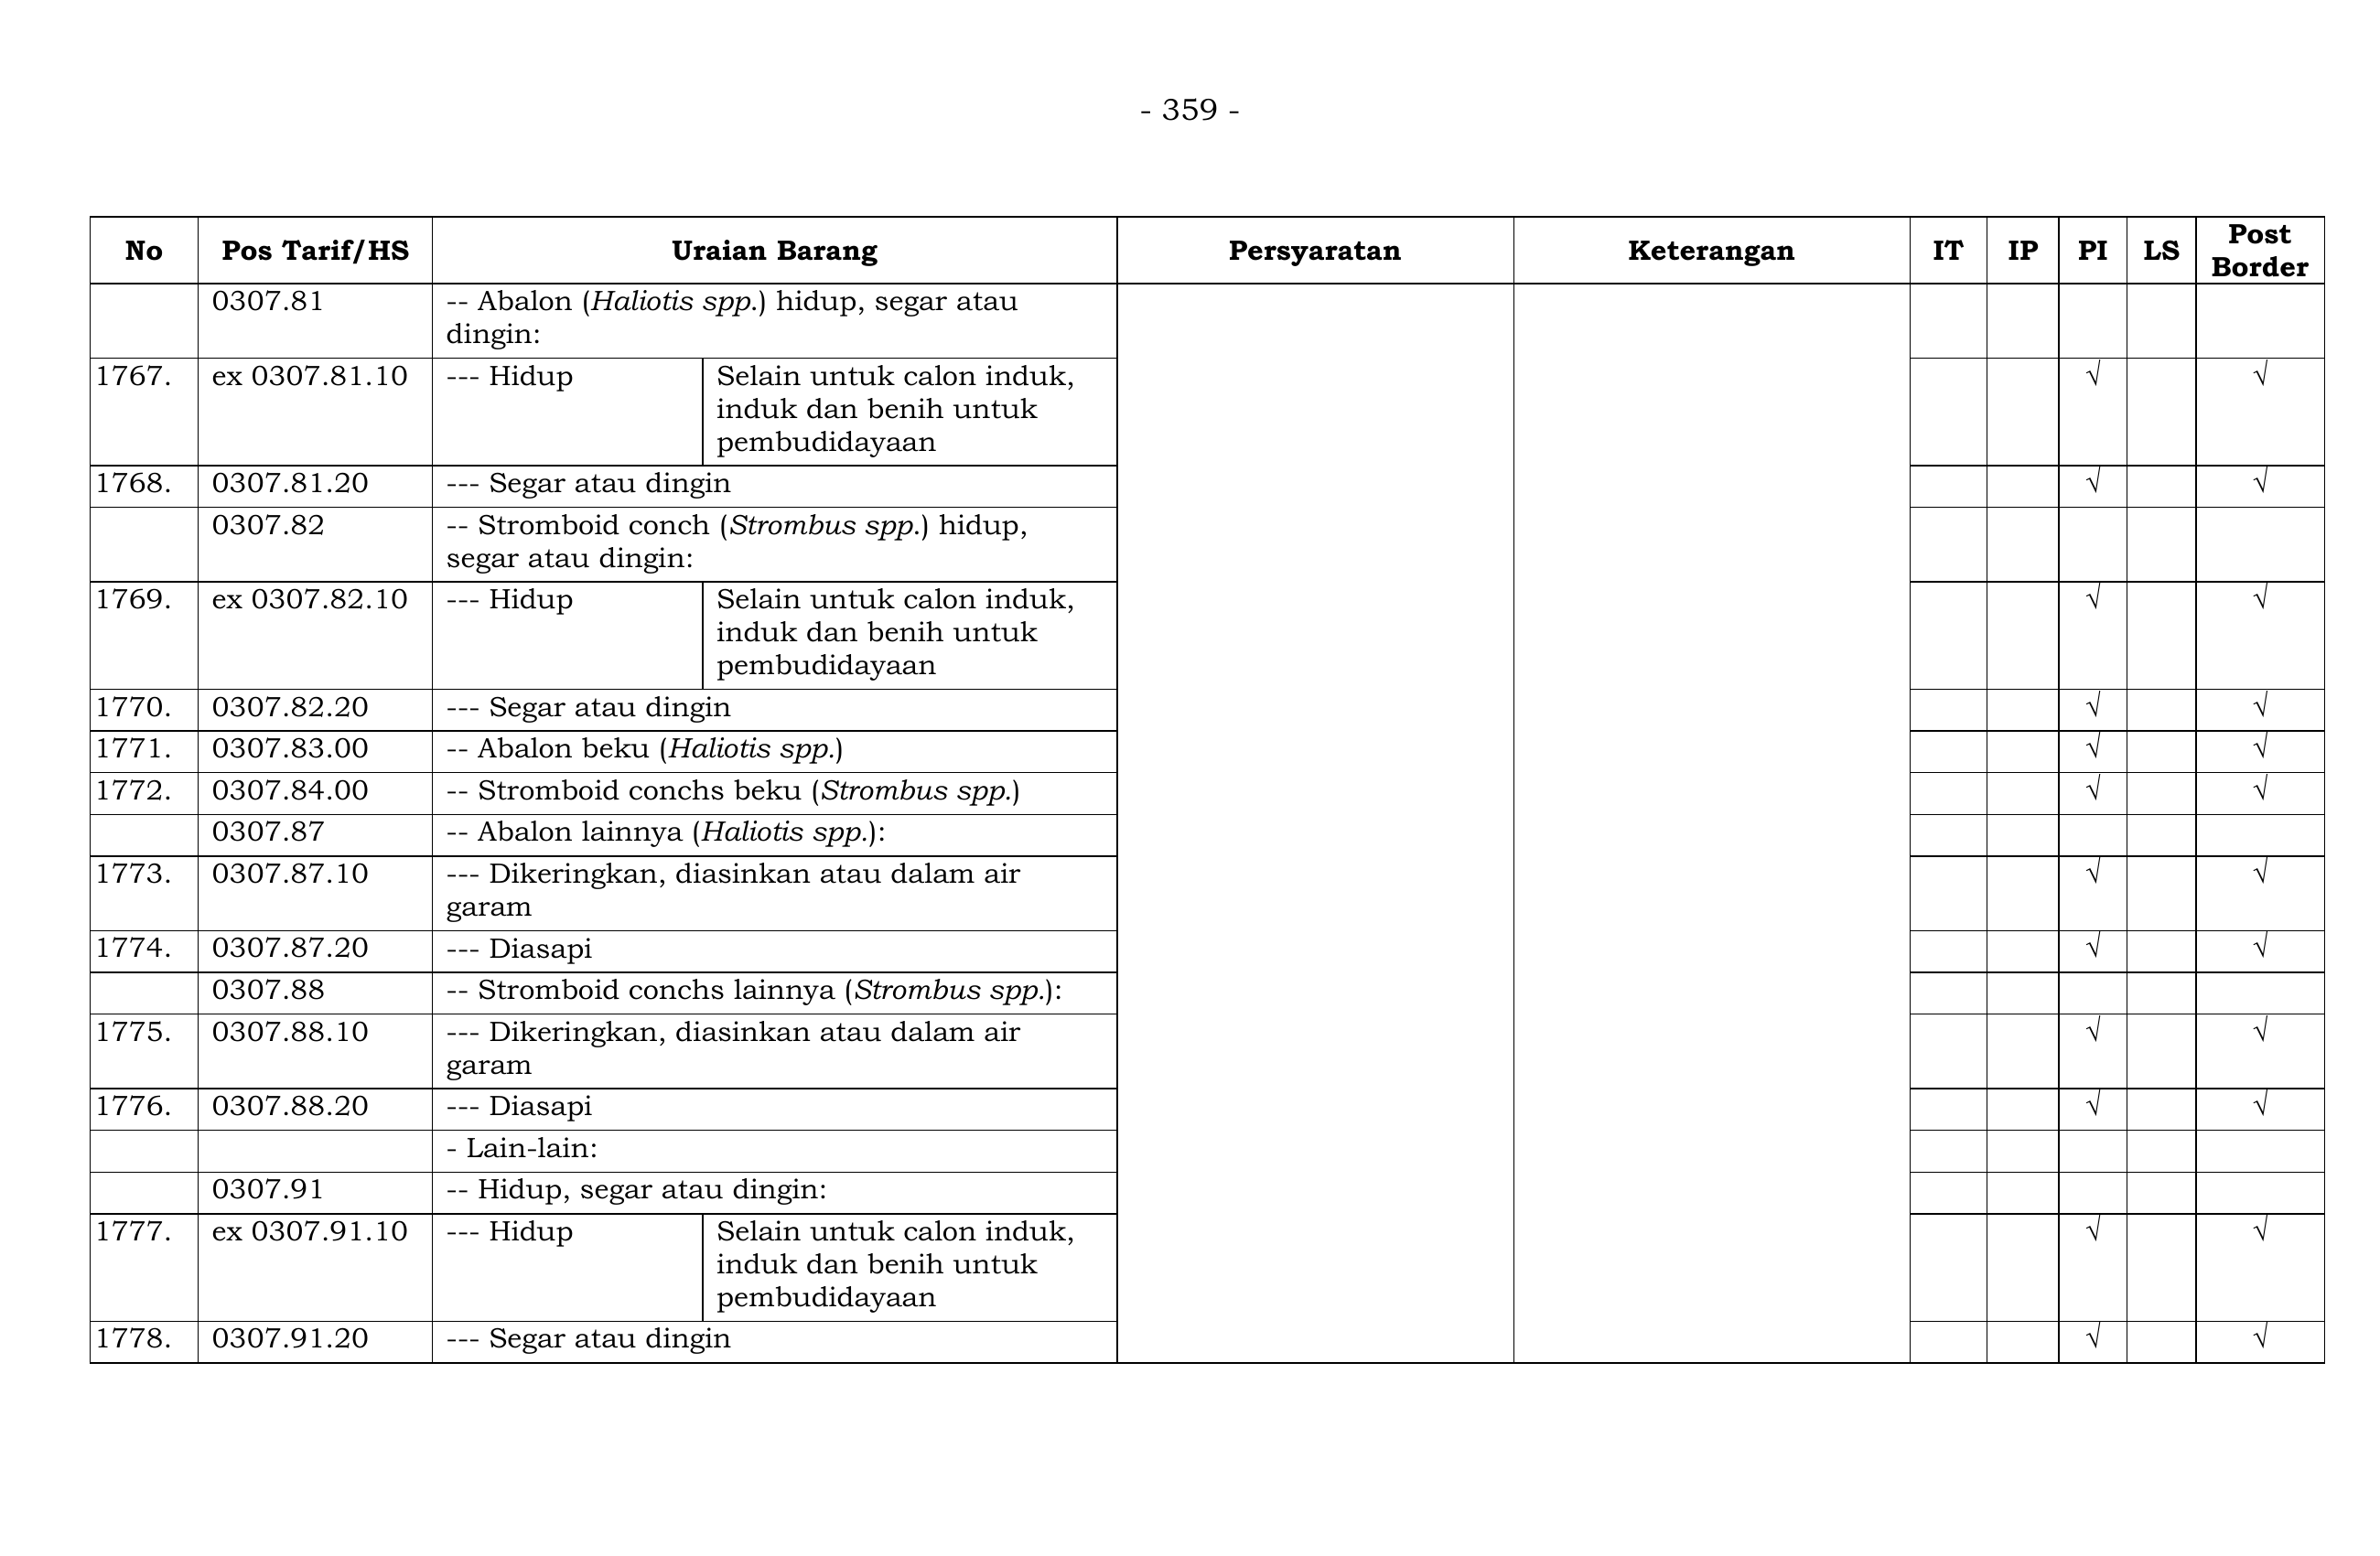 - 359 -
No Pos Tarif/HS Uraian Barang Persyaratan Keterangan IT IP PI LS Post Border
0307.81 -- Abalon (Haliotis spp.) hidup, segar atau
dingin:
1767. ex 0307.81.10 --- Hidup Selain untuk calon induk, √ √
induk dan benih untuk
pembudidayaan
1768. 0307.81.20 --- Segar atau dingin √ √
0307.82 -- Stromboid conch (Strombus spp.) hidup,
segar atau dingin:
1769. ex 0307.82.10 --- Hidup Selain untuk calon induk, √ √
induk dan benih untuk
pembudidayaan
1770. 0307.82.20 --- Segar atau dingin √ √
1771. 0307.83.00 -- Abalon beku (Haliotis spp.) √ √
1772. 0307.84.00 -- Stromboid conchs beku (Strombus spp.) √ √
0307.87 -- Abalon lainnya (Haliotis spp.):
1773. 0307.87.10 --- Dikeringkan, diasinkan atau dalam air √ √
garam
1774. 0307.87.20 --- Diasapi √ √
0307.88 -- Stromboid conchs lainnya (Strombus spp.):
1775. 0307.88.10 --- Dikeringkan, diasinkan atau dalam air √ √
garam
1776. 0307.88.20 --- Diasapi √ √
- Lain-lain:
0307.91 -- Hidup, segar atau dingin:
1777. ex 0307.91.10 --- Hidup Selain untuk calon induk, √ √
induk dan benih untuk
pembudidayaan
1778. 0307.91.20 --- Segar atau dingin √ √